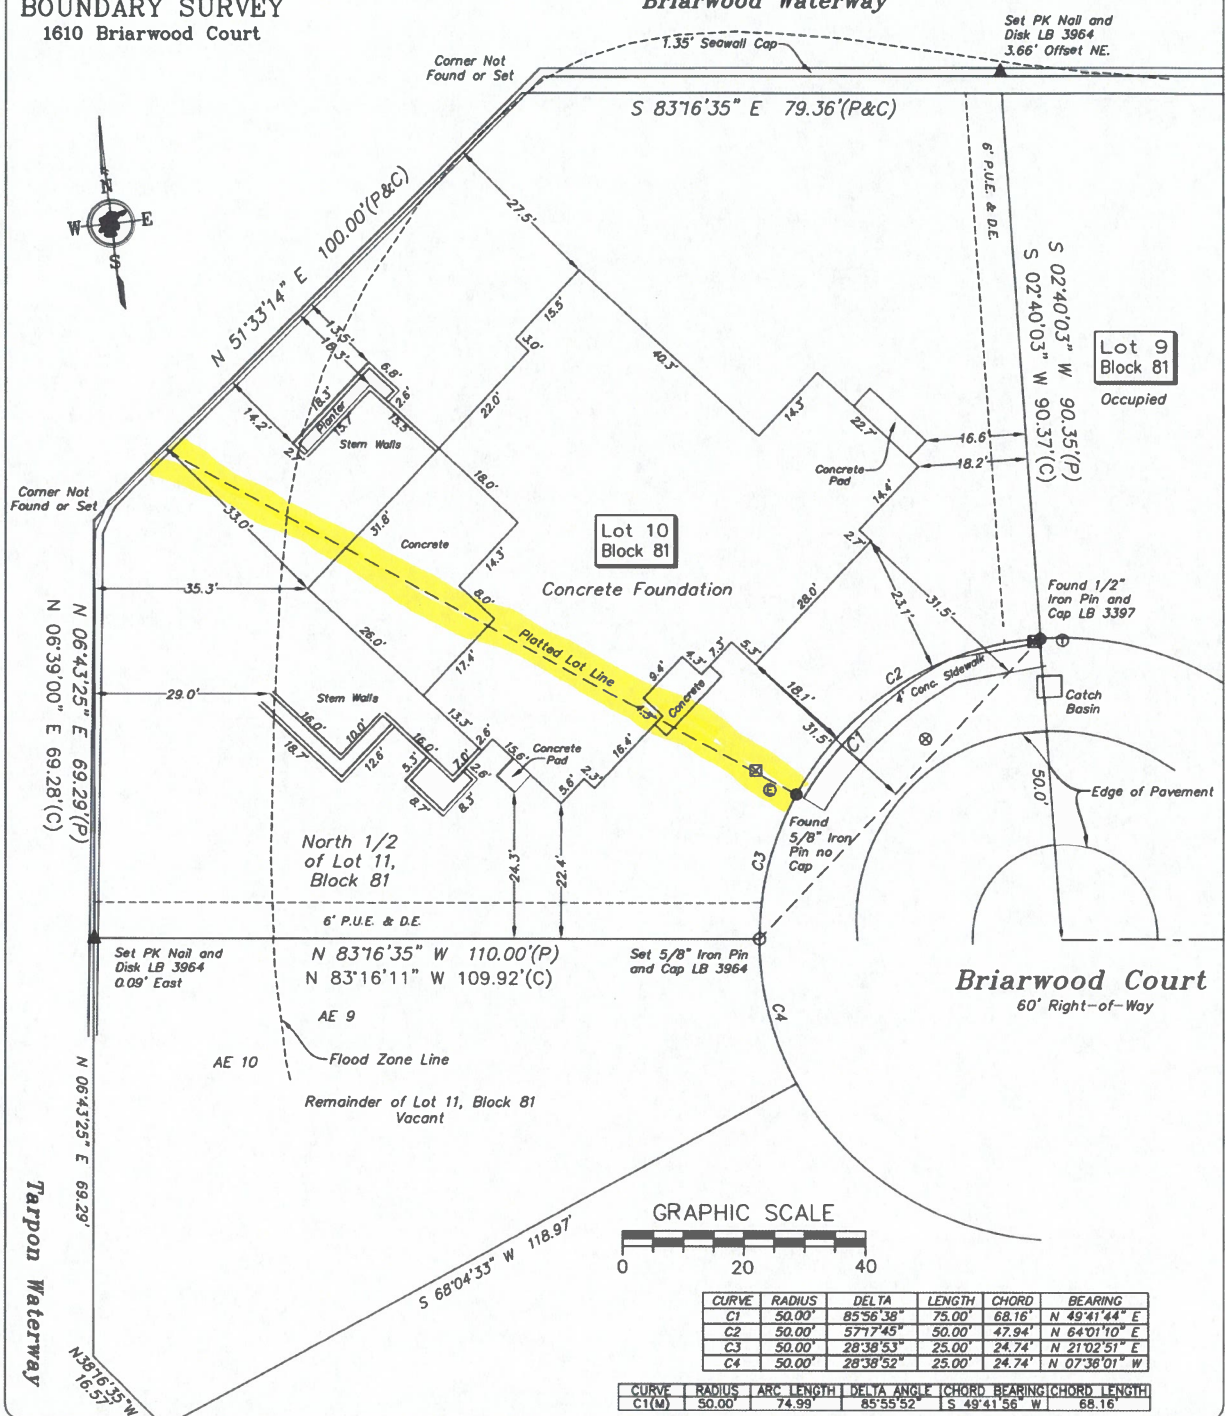 BOUNDARY SURVEY
1610 Briarwood Court
Briarwood Waterway
Set PK Nail and
Disk LB 3964
3.66' Offset NE.
1.35' Seawall Cap
Corner Not
Found or Set
S 83°16'35" E 79.36'(P&C)
N
W E
S
N 51°33'14" E 100.00'(P&C)
6' P.U.E. & D.E.
S 02°40'03" W 90.35'(P)
S 02°40'03" W 90.37'(C)
Lot 9
Block 81
Occupied
27.5'
15.5'
3.0'
40.3'
13.5'
18.3'
6.8'
2.6'
18.3'
Planter
15.7'
15.5'
14.2'
Stem Walls
22.0'
14.3'
22.7'
16.6'
18.2'
Concrete
Pad
14.4'
2.7'
Corner Not
Found or Set
33.0'
31.8'
18.0'
Concrete
14.3'
8.0'
Lot 10
Block 81
Concrete Foundation
35.3'
28.0'
23.1'
31.5'
Found 1/2"
Iron Pin and
Cap LB 3397
N 06°43'25" E 69.29'(P)
N 06°39'00" E 69.28'(C)
26.0'
17.4'
Platted Lot Line
9.4'
4.3'
7.3'
5.3'
Concrete
4.5'
18.1'
31.5'
C2
4' Conc. Sidewalk
C1
Catch
Basin
29.0'
Stem Walls
16.0'
10.0'
18.7'
12.6'
16.0'
13.3'
2.6'
5.3'
7.0'
2.6'
8.7'
8.3'
15.6'
Concrete
Pad
5.6'
2.3'
16.4'
50.0'
Edge of Pavement
Found
5/8" Iron
Pin no
Cap
C3
North 1/2
of Lot 11,
Block 81
24.3'
22.4'
6' P.U.E. & D.E.
Set PK Nail and
Disk LB 3964
0.09' East
N 83°16'35" W 110.00'(P)
N 83°16'11" W 109.92'(C)
Set 5/8" Iron Pin
and Cap LB 3964
Briarwood Court
60' Right-of-Way
C4
AE 9
AE 10
Flood Zone Line
Remainder of Lot 11, Block 81
Vacant
N 06°43'25" E 69.29'
Tarpon Waterway
S 68°04'33" W 118.97'
N38°16'35"W
16.57'
GRAPHIC SCALE
0 20 40
CURVE RADIUS DELTA LENGTH CHORD BEARING
C1 50.00' 85°56'38" 75.00' 68.16' N 49°41'44" E
C2 50.00' 57°17'45" 50.00' 47.94' N 64°01'10" E
C3 50.00' 28°38'53" 25.00' 24.74' N 21°02'51" E
C4 50.00' 28°38'52" 25.00' 24.74' N 07°36'01" W
CURVE RADIUS ARC LENGTH DELTA ANGLE CHORD BEARING CHORD LENGTH
C1(M) 50.00' 74.99' 85°55'52" S 49°41'56" W 68.16'